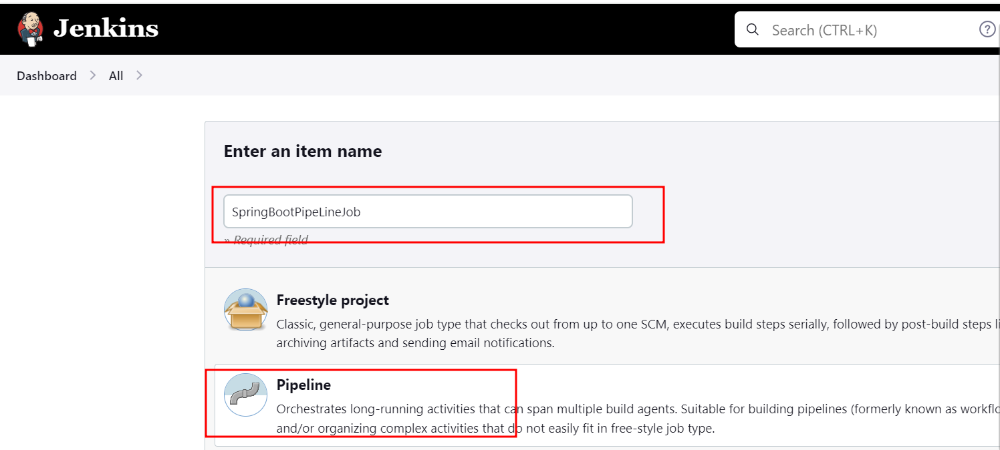 Jenkins
Search (CTRL+K)
Dashboard
All
Enter an item name
SpringBootPipeLineJob
» Required field
Freestyle project
Classic, general-purpose job type that checks out from up to one SCM, executes build steps serially, followed by post-build steps
archiving artifacts and sending email notifications.
Pipeline
Orchestrates long-running activities that can span multiple build agents. Suitable for building pipelines (formerly known as
and/or organizing complex activities that do not easily fit in free-style job type.